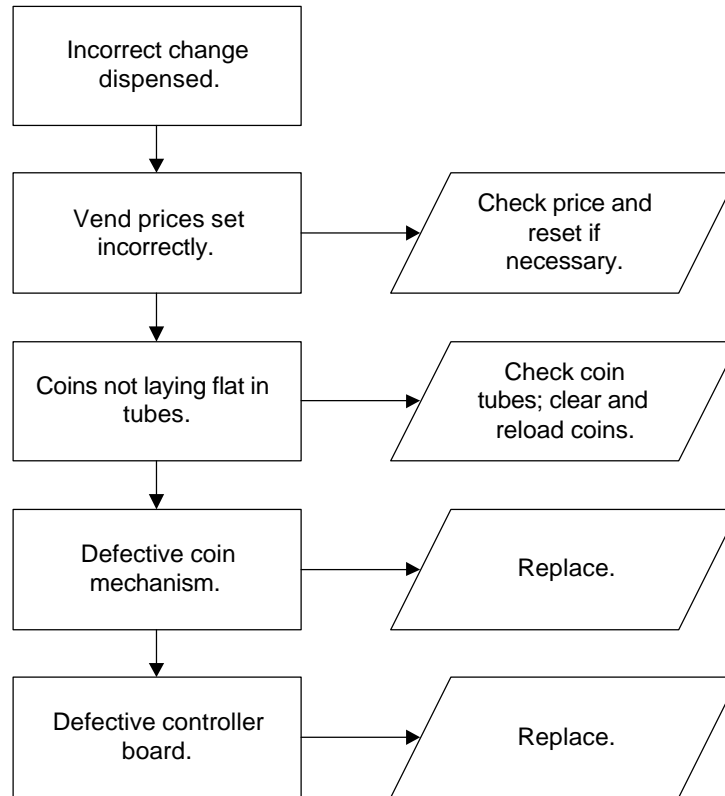 Incorrect change
dispensed.
Vend prices set
incorrectly.
Check price and
reset if
necessary.
Coins not laying flat in
tubes.
Check coin
tubes; clear and
reload coins.
Defective coin
mechanism.
Replace.
Defective controller
board.
Replace.